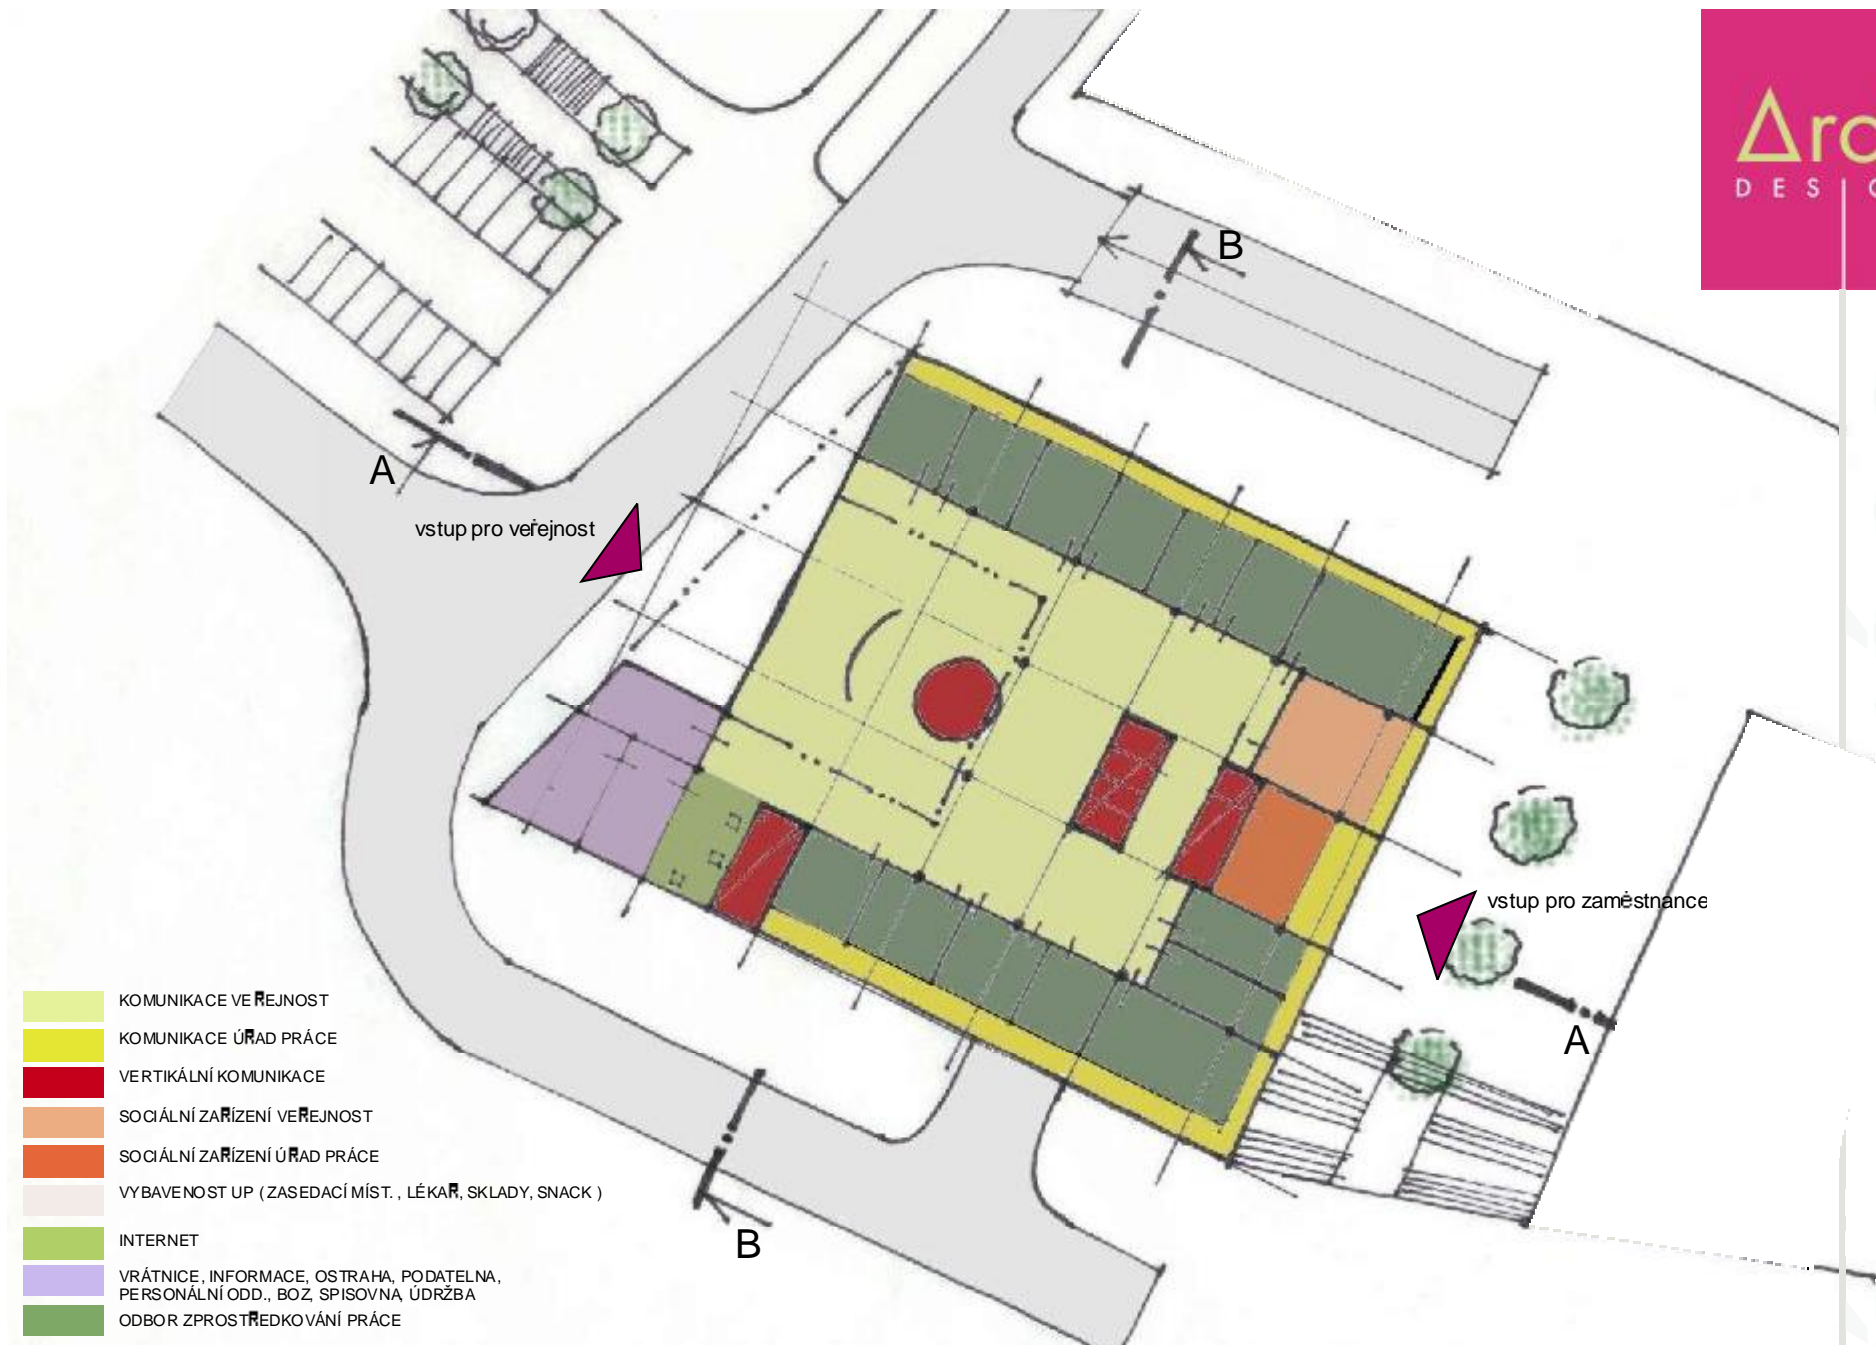 B
A
vstup pro veřejnost
vstup pro zaměstnance
A
B
KOMUNIKACE VEŘEJNOST
KOMUNIKACE ÚŘAD PRÁCE
VERTIKÁLNÍ KOMUNIKACE
SOCIÁLNÍ ZAŘÍZENÍ VEŘEJNOST
SOCIÁLNÍ ZAŘÍZENÍ ÚŘAD PRÁCE
VYBAVENOST UP ( ZASEDACÍ MÍST. , LÉKAŘ, SKLADY, SNACK )
INTERNET
VRÁTNICE, INFORMACE, OSTRAHA, PODATELNA,
PERSONÁLNÍ ODD., BOZ, SPISOVNA, ÚDRŽBA
ODBOR ZPROSTŘEDKOVÁNÍ PRÁCE